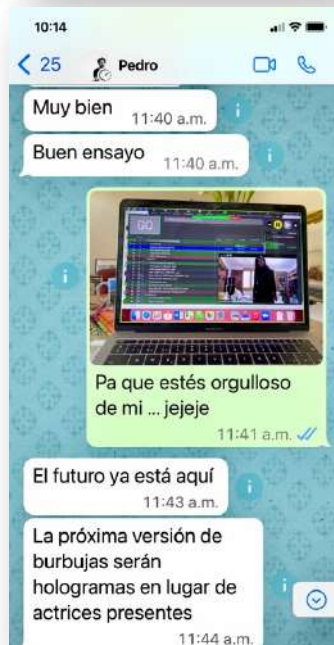 10:14
25
Pedro
Muy bien
11:40 a.m.
Buen ensayo
11:40 a.m.
GO
Pa que estés orgulloso
de mi ... jejeje
11:41 a.m.
El futuro ya está aquí
11:43 a.m.
La próxima versión de
burbujas serán
hologramas en lugar de
actrices presentes
11:44 a.m.